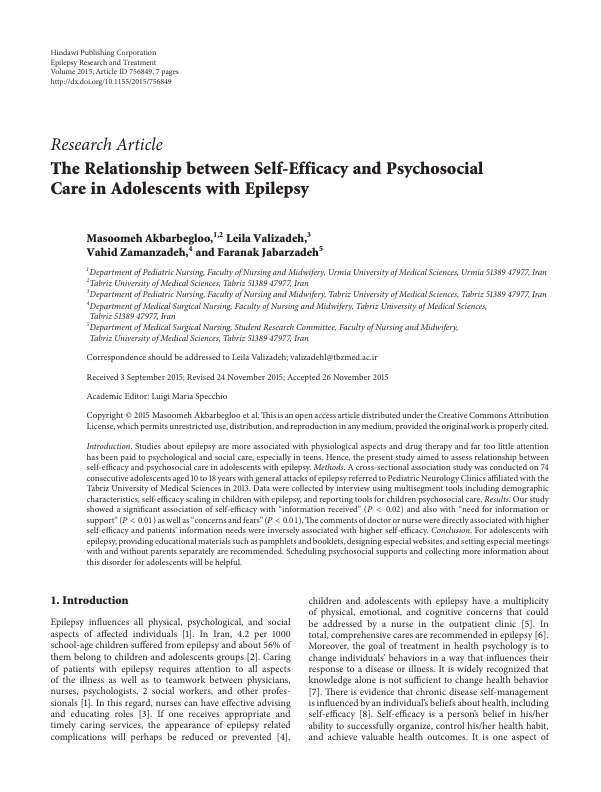 Hindawi Publishing Corporation
Epilepsy Research and Treatment
Volume 2015, Article ID 756849, 7 pages
http://dx.doi.org/10.1155/2015/756849
Research Article
The Relationship between Self-Efficacy and Psychosocial
Care in Adolescents with Epilepsy
Masoomeh Akbarbegloo,1,2 Leila Valizadeh,3
Vahid Zamanzadeh,4 and Faranak Jabarzadeh5
1Department of Pediatric Nursing, Faculty of Nursing and Midwifery, Urmia University of Medical Sciences, Urmia 51389 47977, Iran
2Tabriz University of Medical Sciences, Tabriz 51389 47977, Iran
3Department of Pediatric Nursing, Faculty of Nursing and Midwifery, Tabriz University of Medical Sciences, Tabriz 51389 47977, Iran
4Department of Medical Surgical Nursing, Faculty of Nursing and Midwifery, Tabriz University of Medical Sciences,
Tabriz 51389 47977, Iran
5Department of Medical Surgical Nursing, Student Research Committee, Faculty of Nursing and Midwifery,
Tabriz University of Medical Sciences, Tabriz 51389 47977, Iran
Correspondence should be addressed to Leila Valizadeh; valizadehl@tbzmed.ac.ir
Received 3 September 2015; Revised 24 November 2015; Accepted 26 November 2015
Academic Editor: Luigi Maria Specchio
Copyright © 2015 Masoomeh Akbarbegloo et al. This is an open access article distributed under the Creative Commons Attribution
License, which permits unrestricted use, distribution, and reproduction in any medium, provided the original work is properly cited.
Introduction. Studies about epilepsy are more associated with physiological aspects and drug therapy and far too little attention
has been paid to psychological and social care, especially in teens. Hence, the present study aimed to assess relationship between
self-efficacy and psychosocial care in adolescents with epilepsy. Methods. A cross-sectional association study was conducted on 74
consecutive adolescents aged 10 to 18 years with general attacks of epilepsy referred to Pediatric Neurology Clinics affiliated with the
Tabriz University of Medical Sciences in 2013. Data were collected by interview using multisegment tools including demographic
characteristics, self-efficacy scaling in children with epilepsy, and reporting tools for children psychosocial care. Results. Our study
showed a significant association of self-efficacy with "information received" (P < 0.02) and also with "need for information or
support" (P < 0.01) as well as "concerns and fears" (P < 0.01). The comments of doctor or nurse were directly associated with higher
self-efficacy and patients' information needs were inversely associated with higher self-efficacy. Conclusion. For adolescents with
epilepsy, providing educational materials such as pamphlets and booklets, designing especial websites, and setting especial meetings
with and without parents separately are recommended. Scheduling psychosocial supports and collecting more information about
this disorder for adolescents will be helpful.
1. Introduction
Epilepsy influences all physical, psychological, and social
aspects of affected individuals [1]. In Iran, 4.2 per 1000
school-age children suffered from epilepsy and about 56% of
them belong to children and adolescents groups [2]. Caring
of patients with epilepsy requires attention to all aspects
of the illness as well as to teamwork between physicians,
nurses, psychologists, 2 social workers, and other profes-
sionals [1]. In this regard, nurses can have effective advising
and educating roles [3]. If one receives appropriate and
timely caring services, the appearance of epilepsy related
complications will perhaps be reduced or prevented [4].
children and adolescents with epilepsy have a multiplicity
of physical, emotional, and cognitive concerns that could
be addressed by a nurse in the outpatient clinic [5]. In
total, comprehensive cares are recommended in epilepsy [6].
Moreover, the goal of treatment in health psychology is to
change individuals' behaviors in a way that influences their
response to a disease or illness. It is widely recognized that
knowledge alone is not sufficient to change health behavior
[7]. There is evidence that chronic disease self-management
is influenced by an individual's beliefs about health, including
self-efficacy [8]. Self-efficacy is a person's belief in his/her
ability to successfully organize, control his/her health habit,
and achieve valuable health outcomes. It is one aspect of